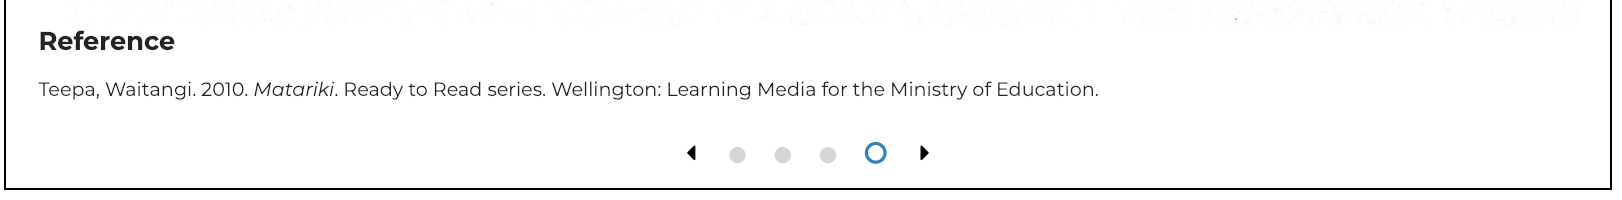 Reference
Teepa, Waitangi. 2010. Matariki. Ready to Read series. Wellington: Learning Media for the Ministry of Education.